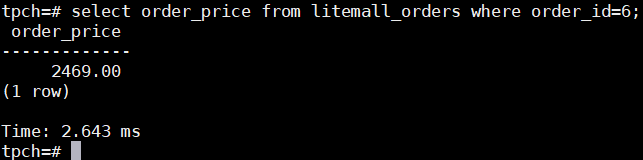 tpch=# select order_price from litemall_orders where order_id=6;
order_price
-------------
2469.00
(1 row)
Time: 2.643 ms
tpch=#